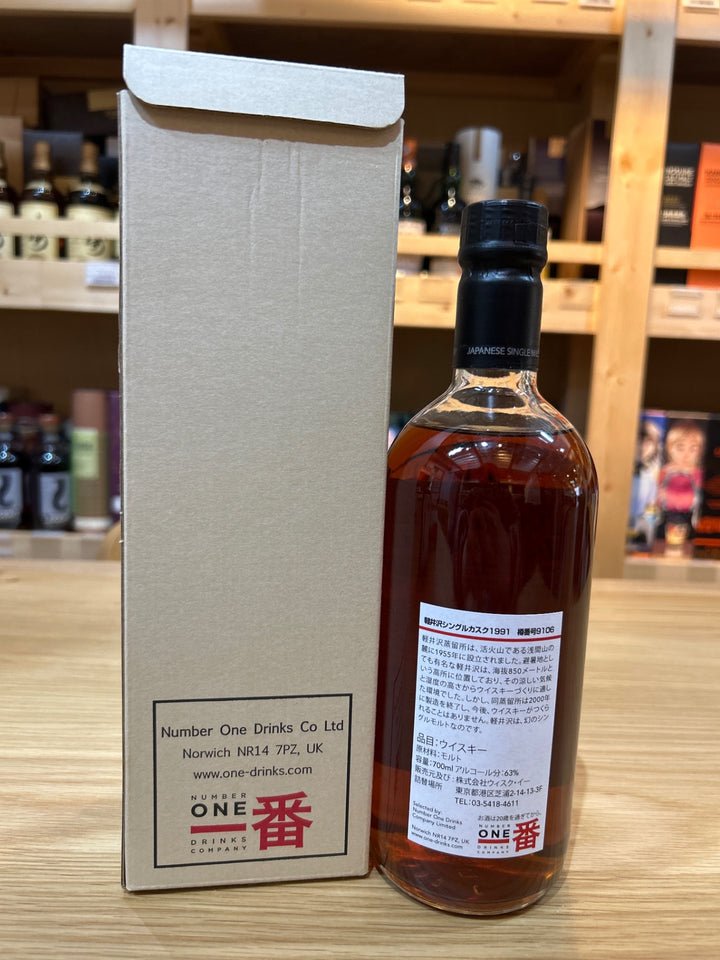 Number One Drinks Co Ltd
Norwich NR14 7PZ, UK
www.one-drinks.com
NUMBER
ONE
一番
DRINKS
COMPANY
JAPANESE SINGLE
軽井沢シングルカスク1991 樽番号9106
軽井沢蒸留所は、活火山である浅間山の
麓に1955年に設立されました。避暑地とし
ても有名な軽井沢は、海抜850メートルと
いう高所に位置しており、その涼しい気候
と湿度の高さからウイスキーづくりに適し
た環境でした。しかし、同蒸留所は2000年
に製造を終了し、今後、ウイスキーがつくら
れることはありません。軽井沢は、幻のシン
グルモルトなのです。
品目:ウイスキー
原材料:モルト
容量:700ml アルコール分:63%
販売元及び:株式会社ウィスク・イー
詰替場所 東京都港区芝浦2-14-13-3F
TEL:03-5418-4611
お酒は20歳を過ぎてから。
Selected by:
Number One Drinks
Company Limited
Norwich NR14 7PZ, UK
www.one-drinks.com
NUMBER
ONE
一番
DRINKS
COMPANY